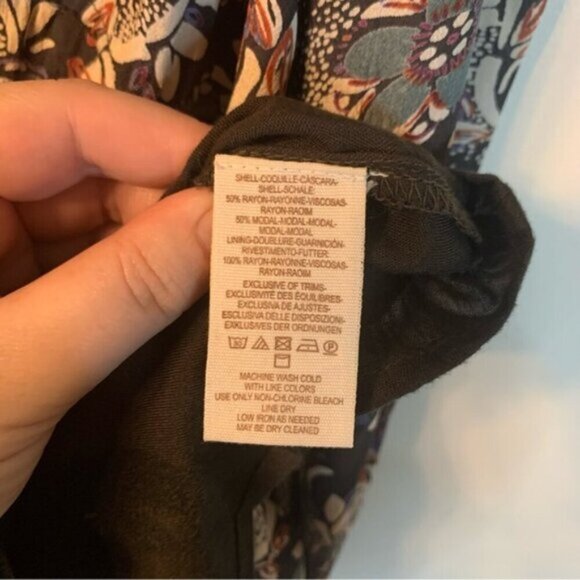 SHELL-COQUILLE-CÁSCARA-
SHELL-SCHALE:
50% RAYON-RAYONNE-VISCOSAS-
RAYON-RAOIM
50% MODAL-MODAL-MODAL-
MODAL-MODAL
LINING-DOUBLURE-GUARNICIÓN-
RIVESTIMENTO-FUTTER:
100% RAYON-RAYONNE-VISCOSAS-
RAYON-RAOIM
EXCLUSIVE OF TRIMS-
EXCLUSIVITÉ DES ÉQUILIBRES-
EXCLUSIVA DE AJUSTES-
ESCLUSIVA DELLE DISPOSIZIONI-
EXKLUSIVES DER ORDNUNGEN
MACHINE WASH COLD
WITH LIKE COLORS
USE ONLY NON-CHLORINE BLEACH
LINE DRY
LOW IRON AS NEEDED
MAY BE DRY CLEANED